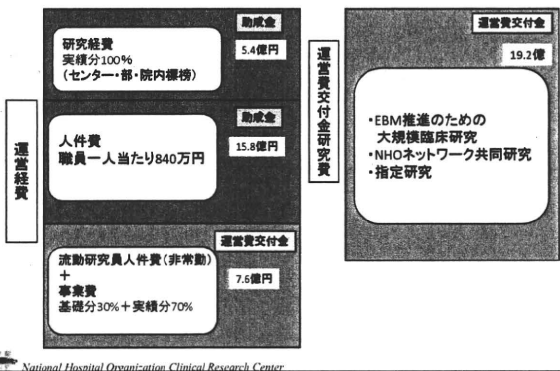 助成金
研究経費
実績分100%
(センター・部・院内標榜)
5.4億円
運営経費
助成金
人件費
職員一人当たり840万円
15.8億円
運営費交付金
流動研究員人件費(非常勤)
+
事業費
基礎分30%+実績分70%
7.6億円
運営費交付金研究費
運営費交付金
19.2億
・EBM推進のための
大規模臨床研究
・NHOネットワーク共同研究
・指定研究
National Hospital Organization Clinical Research Center